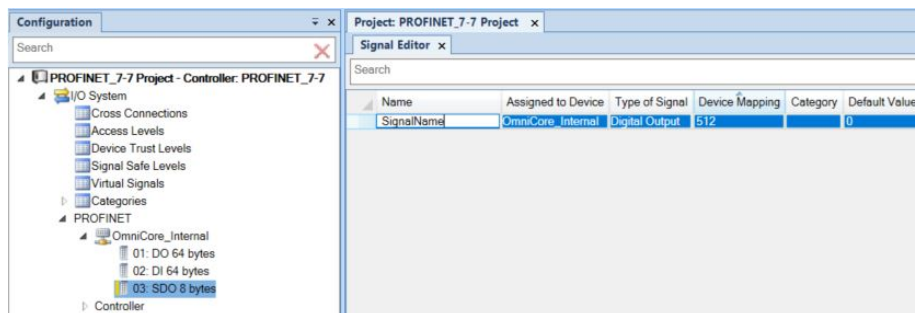 Configuration
Search
PROFINET_7-7 Project - Controller: PROFINET_7-7
I/O System
Cross Connections
Access Levels
Device Trust Levels
Signal Safe Levels
Virtual Signals
Categories
PROFINET
OmniCore_Internal
01: DO 64 bytes
02: DI 64 bytes
03: SDO 8 bytes
Controller
Project: PROFINET_7-7 Project x
Signal Editor x
Search
Name Assigned to Device Type of Signal Device Mapping Category Default Value
SignalName OmniCore_Internal Digital Output 512 0